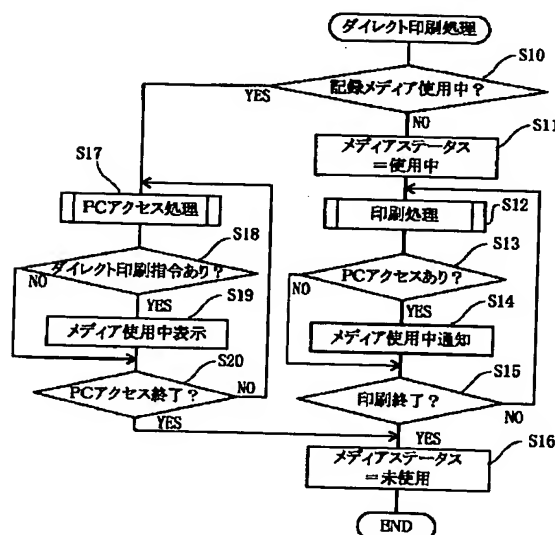 ダイレクト印刷処理
S10
記録メディア使用中?
YES
NO
S11
メディアステータス
=使用中
S17
PCアクセス処理
S12
印刷処理
S18
ダイレクト印刷指令あり?
NO
YES
S13
PCアクセスあり?
NO
YES
S19
メディア使用中表示
S14
メディア使用中通知
S20
PCアクセス終了?
NO
YES
S15
印刷終了?
NO
YES
S16
メディアステータス
=未使用
END